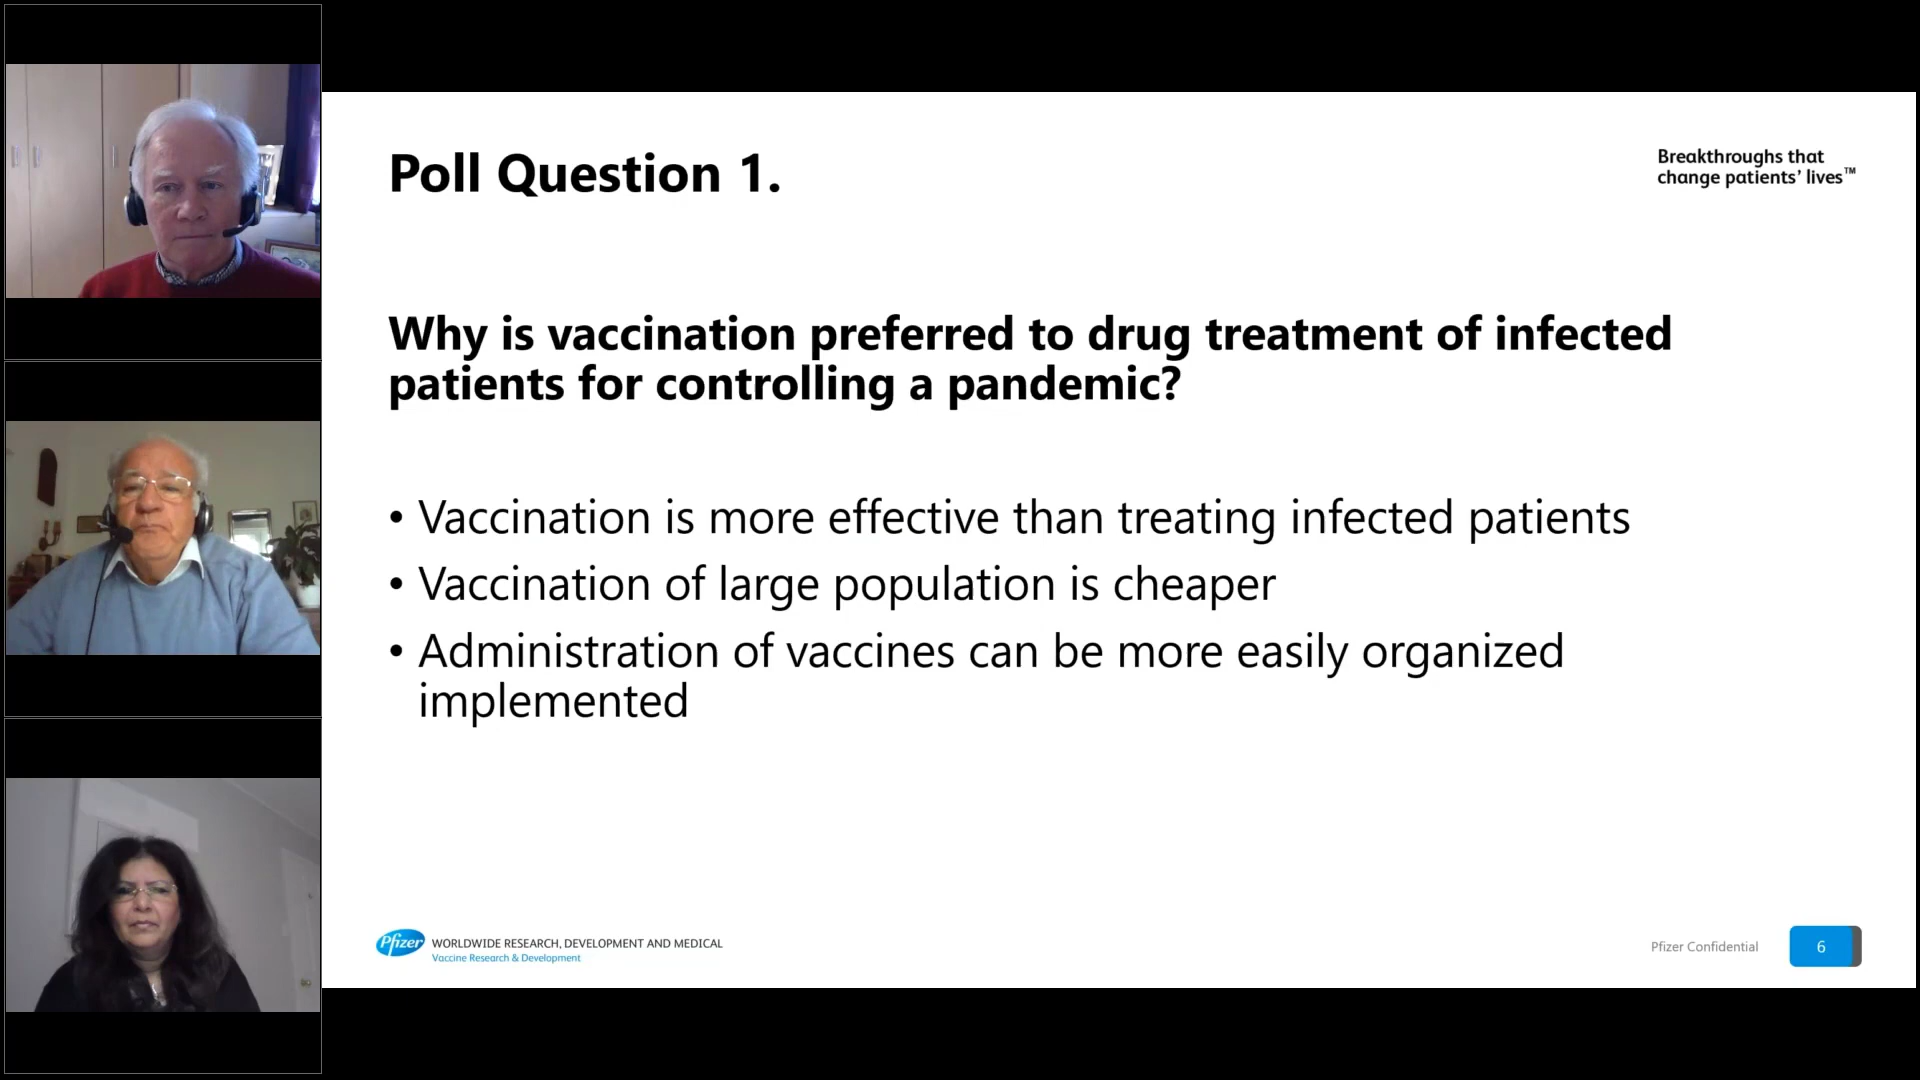 Poll Question 1.
Breakthroughs that
change patients’ lives™
Why is vaccination preferred to drug treatment of infected
patients for controlling a pandemic?
• Vaccination is more effective than treating infected patients
• Vaccination of large population is cheaper
• Administration of vaccines can be more easily organized
implemented
Pfizer
WORLDWIDE RESEARCH, DEVELOPMENT AND MEDICAL
Vaccine Research & Development
Pfizer Confidential
6